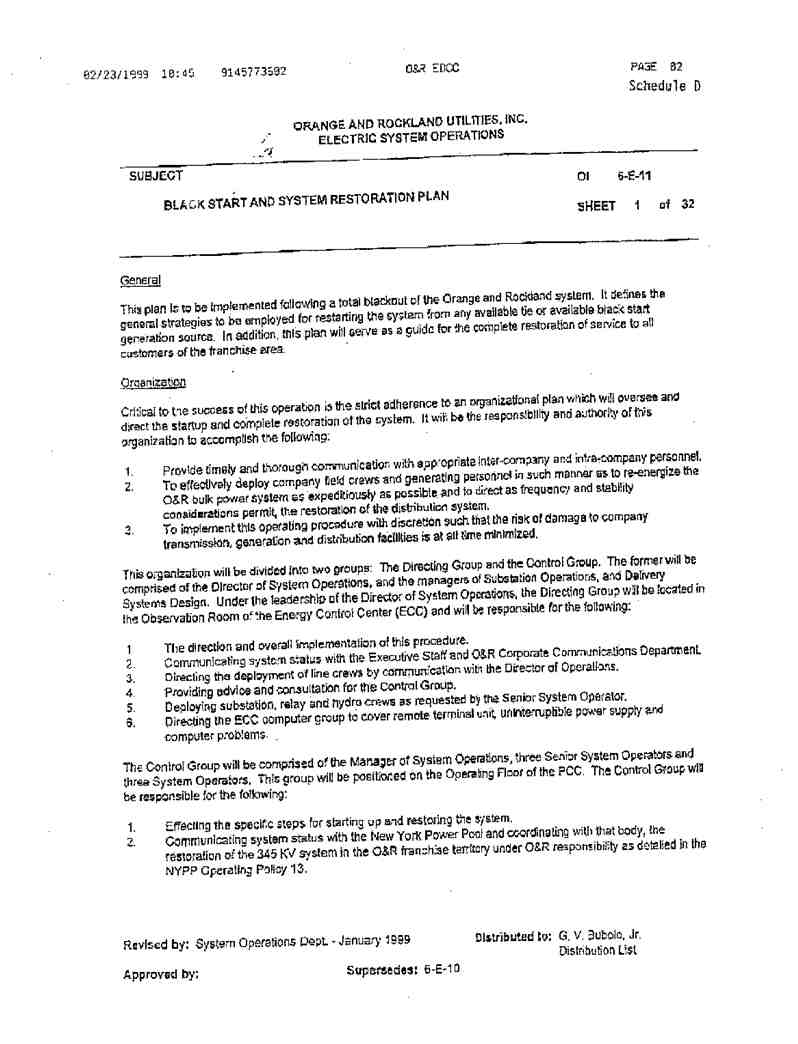 02/23/1999 10:45 9145773502 O&R EDCC PAGE 02
Schedule D
ORANGE AND ROCKLAND UTILITIES, INC.
ELECTRIC SYSTEM OPERATIONS
SUBJECT OI 6-E-11
BLACK START AND SYSTEM RESTORATION PLAN SHEET 1 of 32
General
This plan is to be implemented following a total blackout of the Orange and Rockland system. It defines the
general strategies to be employed for restarting the system from any available tie or available black start
generation source. In addition, this plan will serve as a guide for the complete restoration of service to all
customers of the franchise area.
Organization
Critical to the success of this operation is the strict adherence to an organizational plan which will oversee and
direct the startup and complete restoration of the system. It will be the responsibility and authority of this
organization to accomplish the following:
1. Provide timely and thorough communication with appropriate inter-company and intra-company personnel.
2. To effectively deploy company field crews and generating personnel in such manner as to re-energize the
O&R bulk power system as expeditiously as possible and to direct as frequency and stability
considerations permit, the restoration of the distribution system.
3. To implement this operating procedure with discretion such that the risk of damage to company
transmission, generation and distribution facilities is at all time minimized.
This organization will be divided into two groups: The Directing Group and the Control Group. The former will be
comprised of the Director of System Operations, and the managers of Substation Operations, and Delivery
Systems Design. Under the leadership of the Director of System Operations, the Directing Group will be located in
the Observation Room of the Energy Control Center (ECC) and will be responsible for the following:
1 The direction and overall implementation of this procedure.
2. Communicating system status with the Executive Staff and O&R Corporate Communications Department.
3. Directing the deployment of line crews by communication with the Director of Operations.
4. Providing advice and consultation for the Control Group.
5. Deploying substation, relay and hydro crews as requested by the Senior System Operator.
6. Directing the ECC computer group to cover remote terminal unit, uninterruptible power supply and
computer problems.
The Control Group will be comprised of the Manager of System Operations, three Senior System Operators and
three System Operators. This group will be positioned on the Operating Floor of the PCC. The Control Group will
be responsible for the following:
1. Effecting the specific steps for starting up and restoring the system.
2. Communicating system status with the New York Power Pool and coordinating with that body, the
restoration of the 345 KV system in the O&R franchise territory under O&R responsibility as detailed in the
NYPP Operating Policy 13.
Revised by: System Operations Dept. - January 1999 Distributed to: G. V. Bubolo, Jr.
Distribution List
Approved by: Supersedes: 6-E-10